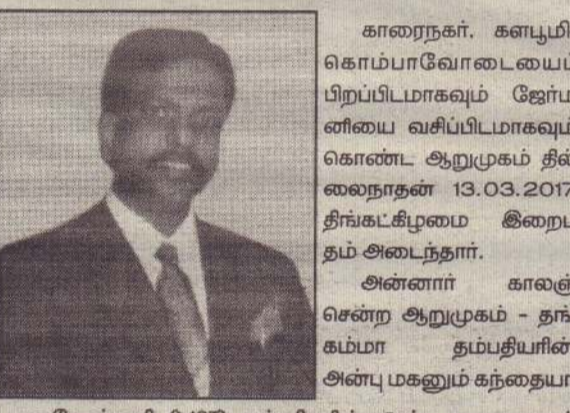 காரைநகர். களபூமி
கொம்பாவோடையைப்
பிறப்பிடமாகவும் ஜேர்ம
னியை வசிப்பிடமாகவும்
கொண்ட ஆறுமுகம் தில்
லைநாதன் 13.03.2017
திங்கட்கிழமை இறைப
தம் அடைந்தார்.
அன்னார் காலஞ்
சென்ற ஆறுமுகம் - தங்
கம்மா தம்பதியரின்
அன்பு மகனும் கந்தையா